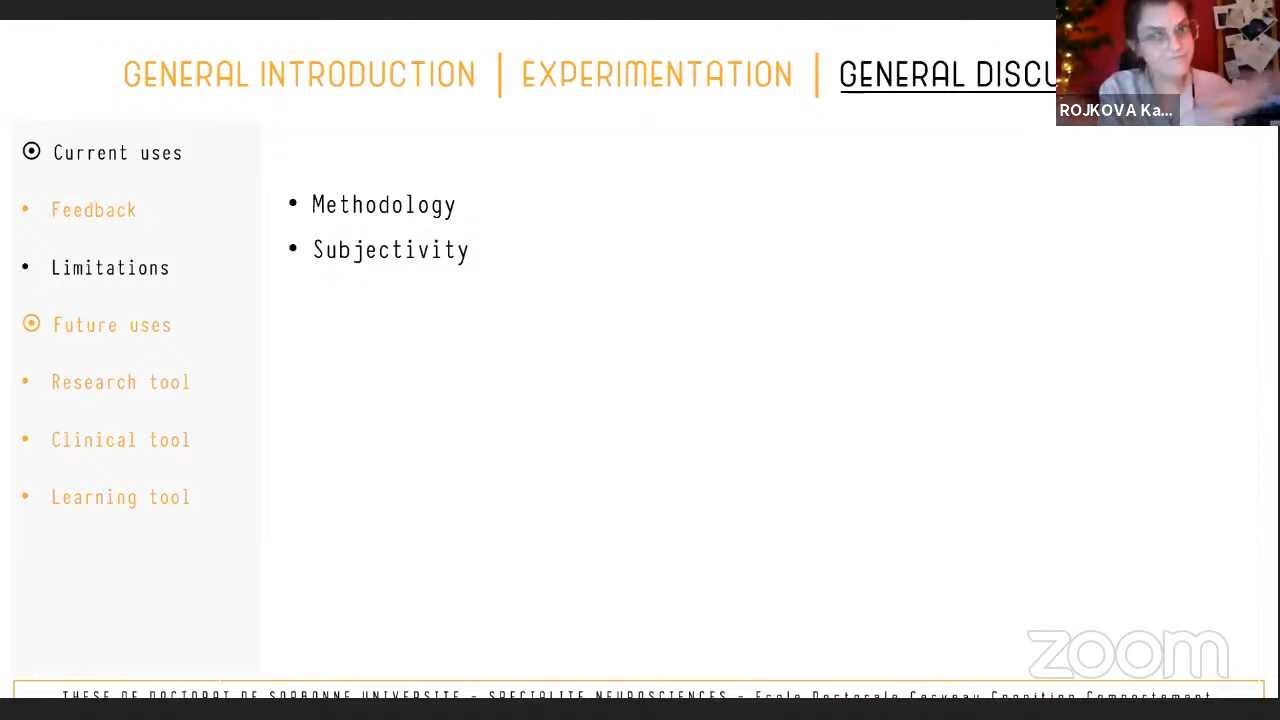 GENERAL INTRODUCTION | EXPERIMENTATION | GENERAL DISCU
ROJKOVA Ka...
Current uses
• Feedback
• Limitations
Future uses
• Research tool
• Clinical tool
• Learning tool
• Methodology
• Subjectivity
zoom
THESE DE DOCTORAT DE SORBONNE UNIVERSITE - SPECIALITE NEUROSCIENCES - Ecole Doctorale Cerveau Cognition Comportement